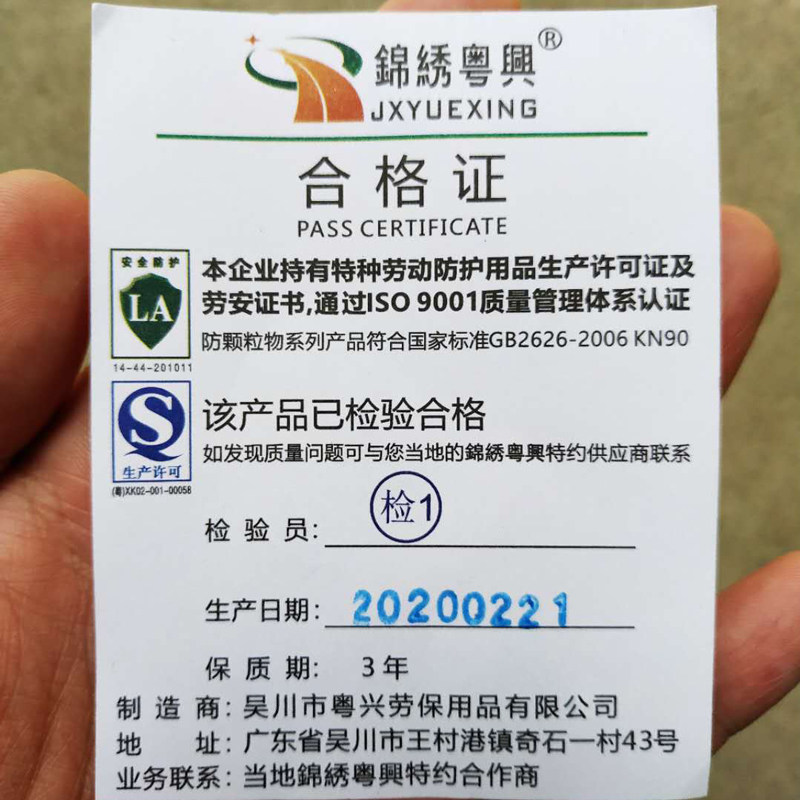 錦綉粤興®
JXYUEXING
合格证
PASS CERTIFICATE
安全防护
LA
14-44-201011
本企业持有特种劳动防护用品生产许可证及
劳安证书,通过ISO 9001质量管理体系认证
防颗粒物系列产品符合国家标准GB2626-2006 KN90
生产许可
(粤)XK02-001-00058
该产品已检验合格
如发现质量问题可与您当地的錦綉粤興特约供应商联系
检验员: 检1
生产日期: 20200221
保质期: 3年
制造商: 吴川市粤兴劳保用品有限公司
地址: 广东省吴川市王村港镇奇石一村43号
业务联系: 当地錦綉粤興特约合作商